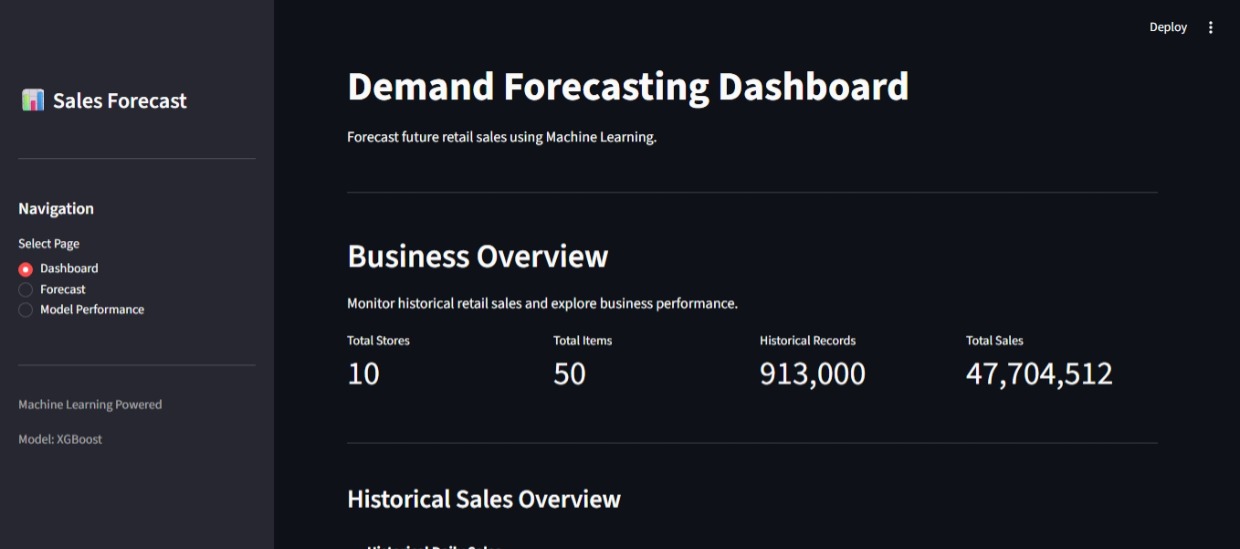 Deploy
Sales Forecast
Navigation
Select Page
Dashboard
Forecast
Model Performance
Machine Learning Powered
Model: XGBoost
Demand Forecasting Dashboard
Forecast future retail sales using Machine Learning.
Business Overview
Monitor historical retail sales and explore business performance.
Total Stores
10
Total Items
50
Historical Records
913,000
Total Sales
47,704,512
Historical Sales Overview